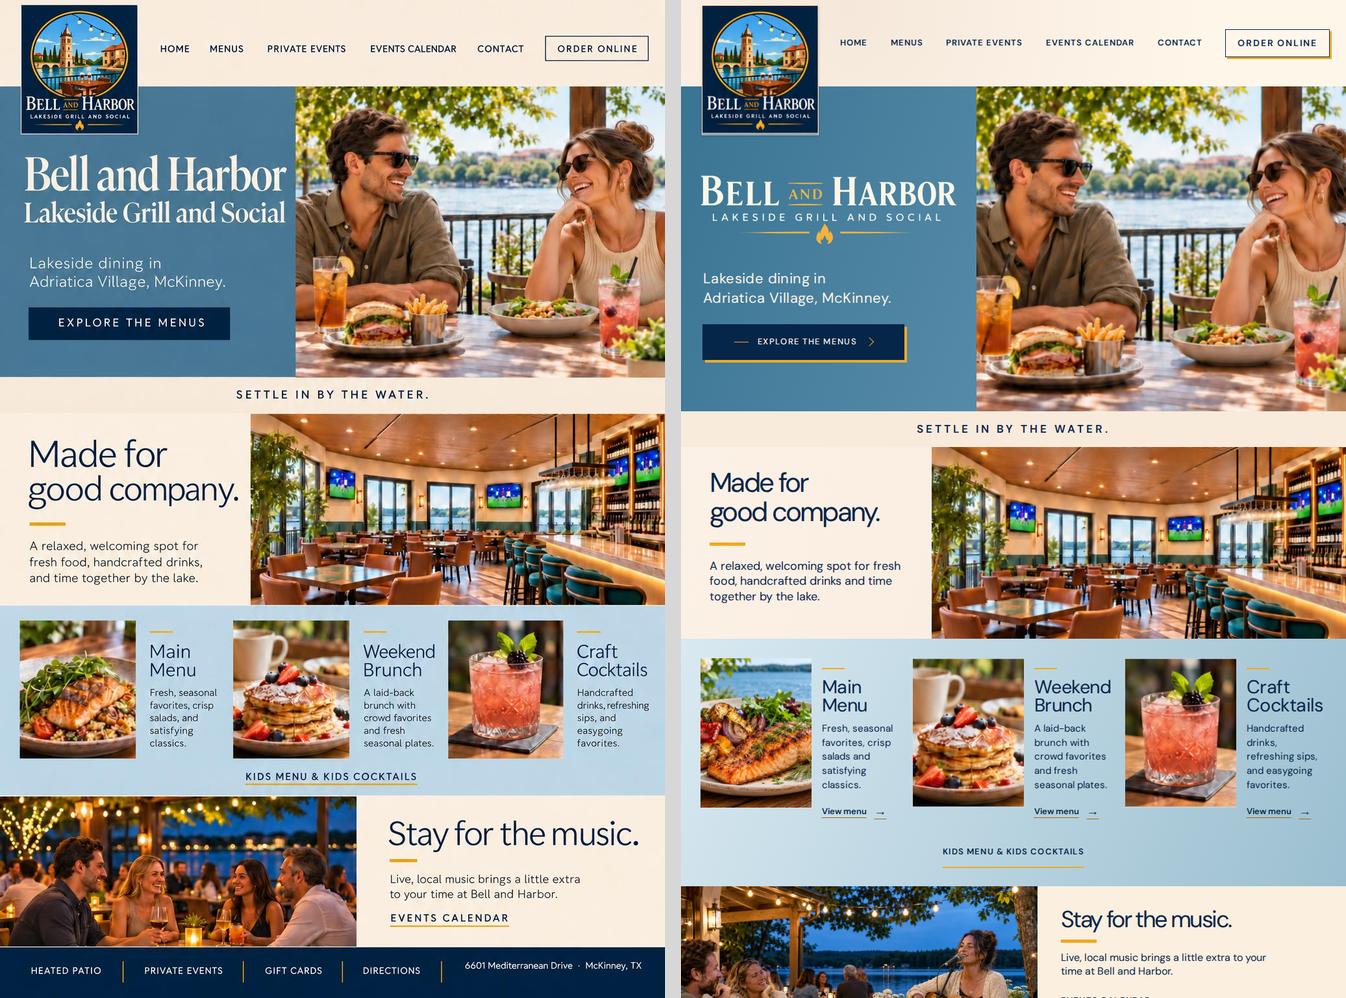 BELL AND HARBOR
LAKESIDE GRILL AND SOCIAL
HOME
MENUS
PRIVATE EVENTS
EVENTS CALENDAR
CONTACT
ORDER ONLINE
Bell and Harbor
Lakeside Grill and Social
Lakeside dining in
Adriatica Village, McKinney.
EXPLORE THE MENUS
SETTLE IN BY THE WATER.
Made for
good company.
A relaxed, welcoming spot for
fresh food, handcrafted drinks,
and time together by the lake.
Main
Menu
Fresh, seasonal
favorites, crisp
salads, and
satisfying
classics.
Weekend
Brunch
A laid-back
brunch with
crowd favorites
and fresh
seasonal plates.
Craft
Cocktails
Handcrafted
drinks, refreshing
sips, and
easygoing
favorites.
KIDS MENU & KIDS COCKTAILS
Stay for the music.
Live, local music brings a little extra
to your time at Bell and Harbor.
EVENTS CALENDAR
HEATED PATIO
PRIVATE EVENTS
GIFT CARDS
DIRECTIONS
6601 Mediterranean Drive · McKinney, TX
BELL AND HARBOR
LAKESIDE GRILL AND SOCIAL
HOME
MENUS
PRIVATE EVENTS
EVENTS CALENDAR
CONTACT
ORDER ONLINE
BELL AND HARBOR
LAKESIDE GRILL AND SOCIAL
Lakeside dining in
Adriatica Village, McKinney.
EXPLORE THE MENUS
SETTLE IN BY THE WATER.
Made for
good company.
A relaxed, welcoming spot for fresh
food, handcrafted drinks and time
together by the lake.
Main
Menu
Fresh, seasonal
favorites, crisp
salads and
satisfying
classics.
View menu →
Weekend
Brunch
A laid-back
brunch with
crowd favorites
and fresh
seasonal plates.
View menu →
Craft
Cocktails
Handcrafted
drinks,
refreshing sips,
and easygoing
favorites.
View menu →
KIDS MENU & KIDS COCKTAILS
Stay for the music.
Live, local music brings a little extra to your
time at Bell and Harbor.